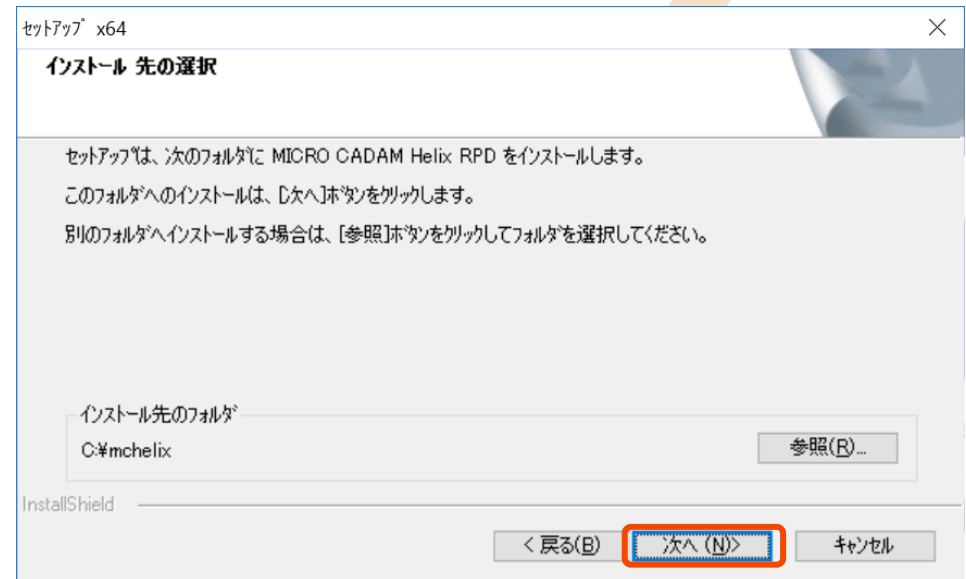 ｾｯﾄｱｯﾌﾟ x64
ｲﾝｽﾄｰﾙ 先の選択
ｾｯﾄｱｯﾌﾟは、次のﾌｫﾙﾀﾞに MICRO CADAM Helix RPD をｲﾝｽﾄｰﾙします。
このﾌｫﾙﾀﾞへのｲﾝｽﾄｰﾙは、[次へ]ﾎﾞﾀﾝをｸﾘｯｸします。
別のﾌｫﾙﾀﾞへｲﾝｽﾄｰﾙする場合は、[参照]ﾎﾞﾀﾝをｸﾘｯｸしてﾌｫﾙﾀﾞを選択してください。
ｲﾝｽﾄｰﾙ先のﾌｫﾙﾀﾞ
C:¥mchelix
参照(R)...
InstallShield
< 戻る(B)
次へ (N)>
ｷｬﾝｾﾙ